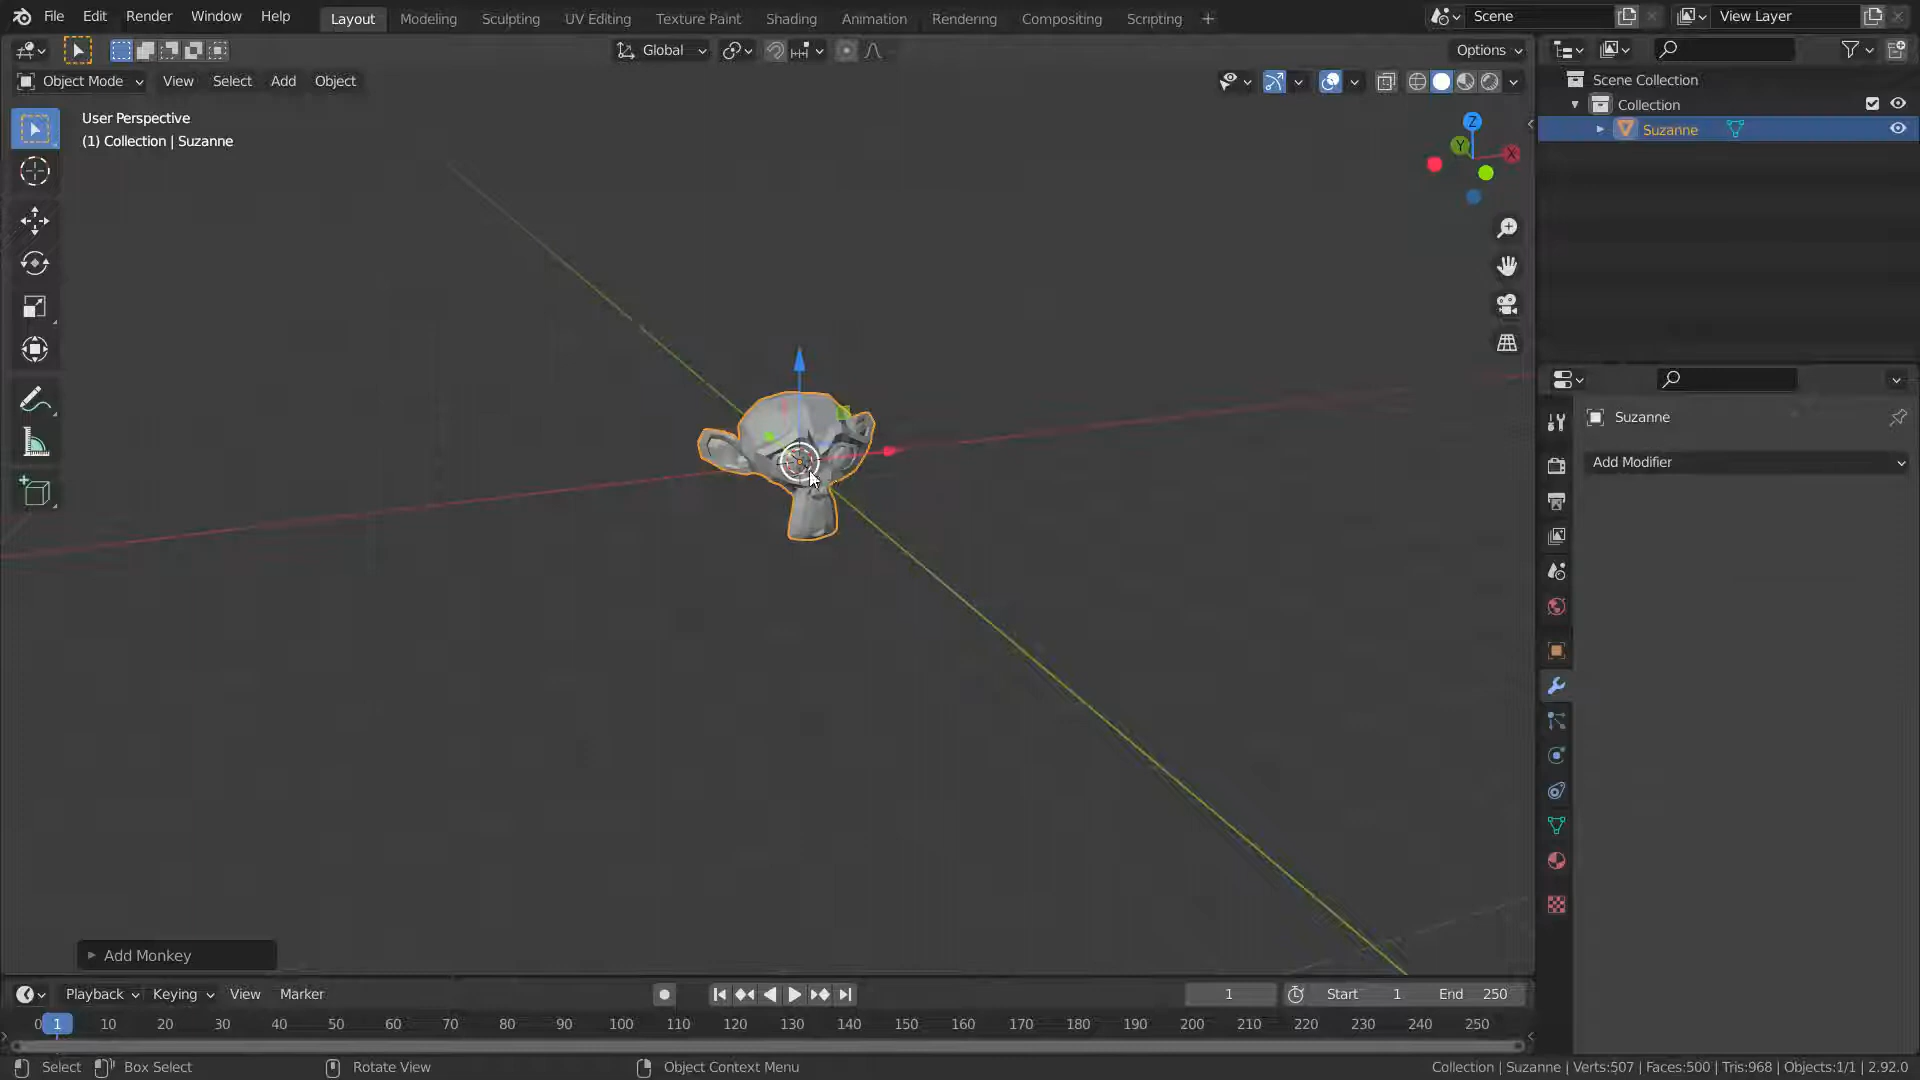 File Edit Render Window Help Layout Modeling Sculpting UV Editing Texture Paint Shading Animation Rendering Compositing Scripting + Scene View Layer
Global Options
Object Mode View Select Add Object
User Perspective
(1) Collection | Suzanne
Z
Y
X
Scene Collection
Collection
Suzanne
Suzanne
Add Modifier
Add Monkey
Playback Keying View Marker 1 Start 1 End 250
0 1 10 20 30 40 50 60 70 80 90 100 110 120 130 140 150 160 170 180 190 200 210 220 230 240 250
Select Box Select Rotate View Object Context Menu Collection | Suzanne | Verts:507 | Faces:500 | Tris:968 | Objects:1/1 | 2.92.0